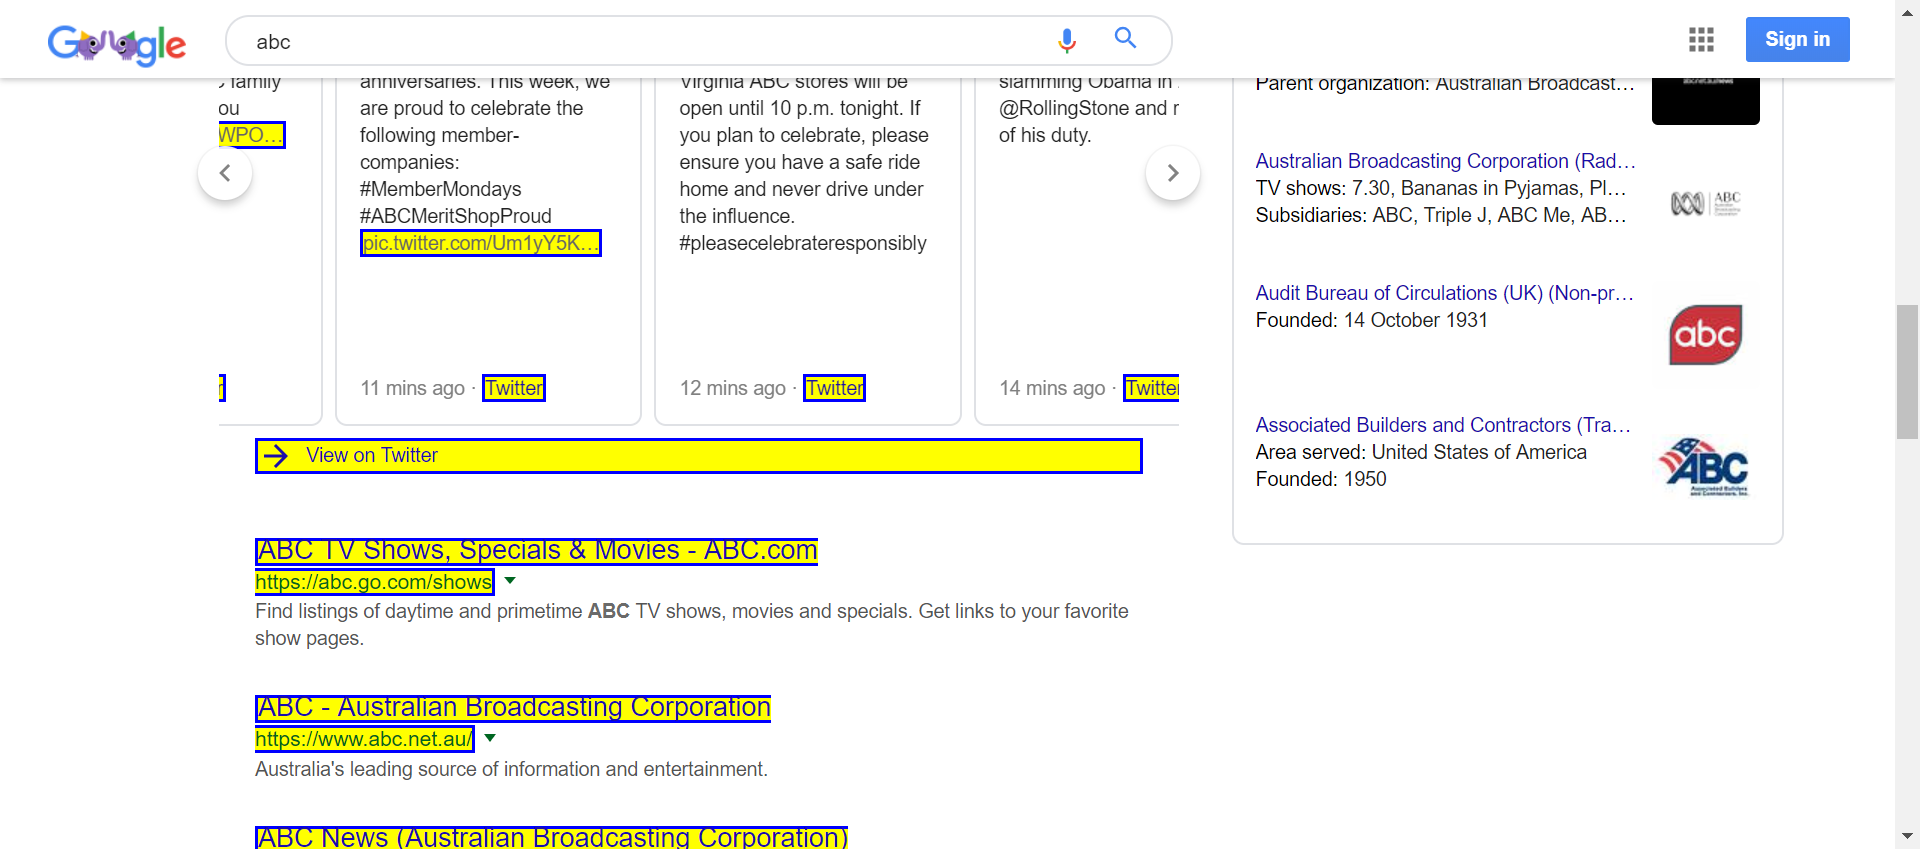 Google
abc
Sign in
family
ou
WPO...
anniversaries. This week, we
are proud to celebrate the
following member-
companies:
#MemberMondays
#ABCMeritShopProud
pic.twitter.com/Um1yY5K...
11 mins ago · Twitter
Virginia ABC stores will be
open until 10 p.m. tonight. If
you plan to celebrate, please
ensure you have a safe ride
home and never drive under
the influence.
#pleasecelebrateresponsibly
12 mins ago · Twitter
slamming Obama in
@RollingStone and r
of his duty.
14 mins ago · Twitter
View on Twitter
ABC TV Shows, Specials & Movies - ABC.com
https://abc.go.com/shows
Find listings of daytime and primetime ABC TV shows, movies and specials. Get links to your favorite
show pages.
ABC - Australian Broadcasting Corporation
https://www.abc.net.au/
Australia's leading source of information and entertainment.
ABC News (Australian Broadcasting Corporation)
Parent organization: Australian Broadcast...
Australian Broadcasting Corporation (Rad...
TV shows: 7.30, Bananas in Pyjamas, Pl...
Subsidiaries: ABC, Triple J, ABC Me, AB...
ABC
Audit Bureau of Circulations (UK) (Non-pr...
Founded: 14 October 1931
abc
Associated Builders and Contractors (Tra...
Area served: United States of America
Founded: 1950
ABC
Associated Builders
and Contractors, Inc.